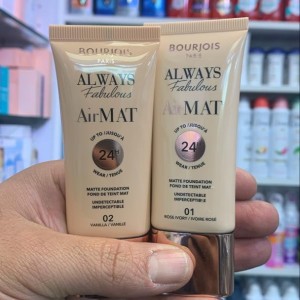 BOURJOIS
PARIS
ALWAYS
Fabulous
AirMAT
UP TO / JUSQU'À
24H
WEAR / TENUE
MATTE FOUNDATION
FOND DE TEINT MAT
UNDETECTABLE
IMPERCEPTIBLE
02
VANILLA / VANILLE
BOURJOIS
PARIS
ALWAYS
Fabulous
AirMAT
UP TO / JUSQU'À
24H
WEAR / TENUE
MATTE FOUNDATION
FOND DE TEINT MAT
UNDETECTABLE
IMPERCEPTIBLE
01
ROSE IVORY / IVOIRE ROSÉ